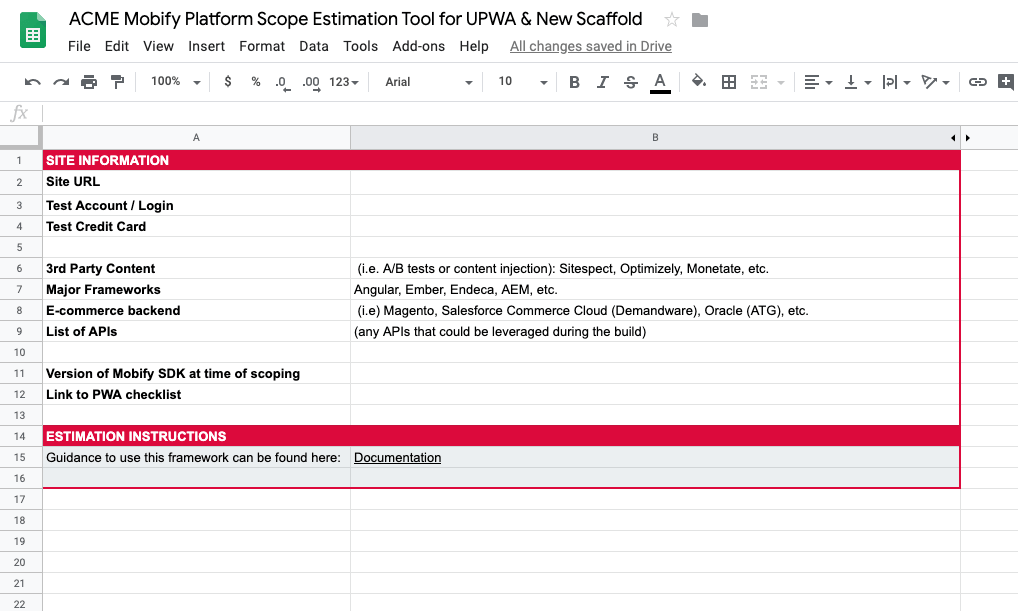 ACME Mobify Platform Scope Estimation Tool for UPWA & New Scaffold
File Edit View Insert Format Data Tools Add-ons Help All changes saved in Drive
100% $ % .0 .00 123 Arial 10 B I S A
fx
A B
1 SITE INFORMATION
2 Site URL
3 Test Account / Login
4 Test Credit Card
5
6 3rd Party Content (i.e. A/B tests or content injection): Sitespect, Optimizely, Monetate, etc.
7 Major Frameworks Angular, Ember, Endeca, AEM, etc.
8 E-commerce backend (i.e) Magento, Salesforce Commerce Cloud (Demandware), Oracle (ATG), etc.
9 List of APIs (any APIs that could be leveraged during the build)
10
11 Version of Mobify SDK at time of scoping
12 Link to PWA checklist
13
14 ESTIMATION INSTRUCTIONS
15 Guidance to use this framework can be found here: Documentation
16
17
18
19
20
21
22